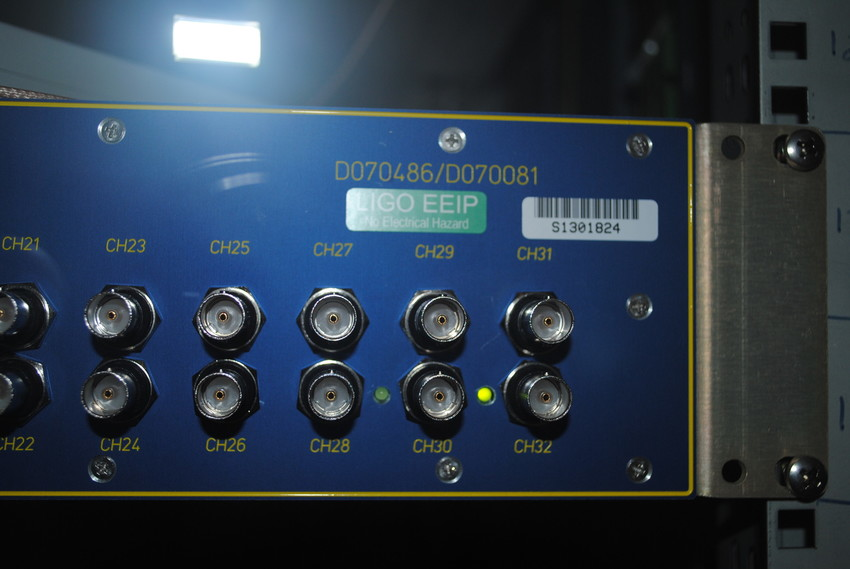 D070486/D070081
LIGO EEIP
No Electrical Hazard
S1301824
CH21 CH23 CH25 CH27 CH29 CH31
CH22 CH24 CH26 CH28 CH30 CH32